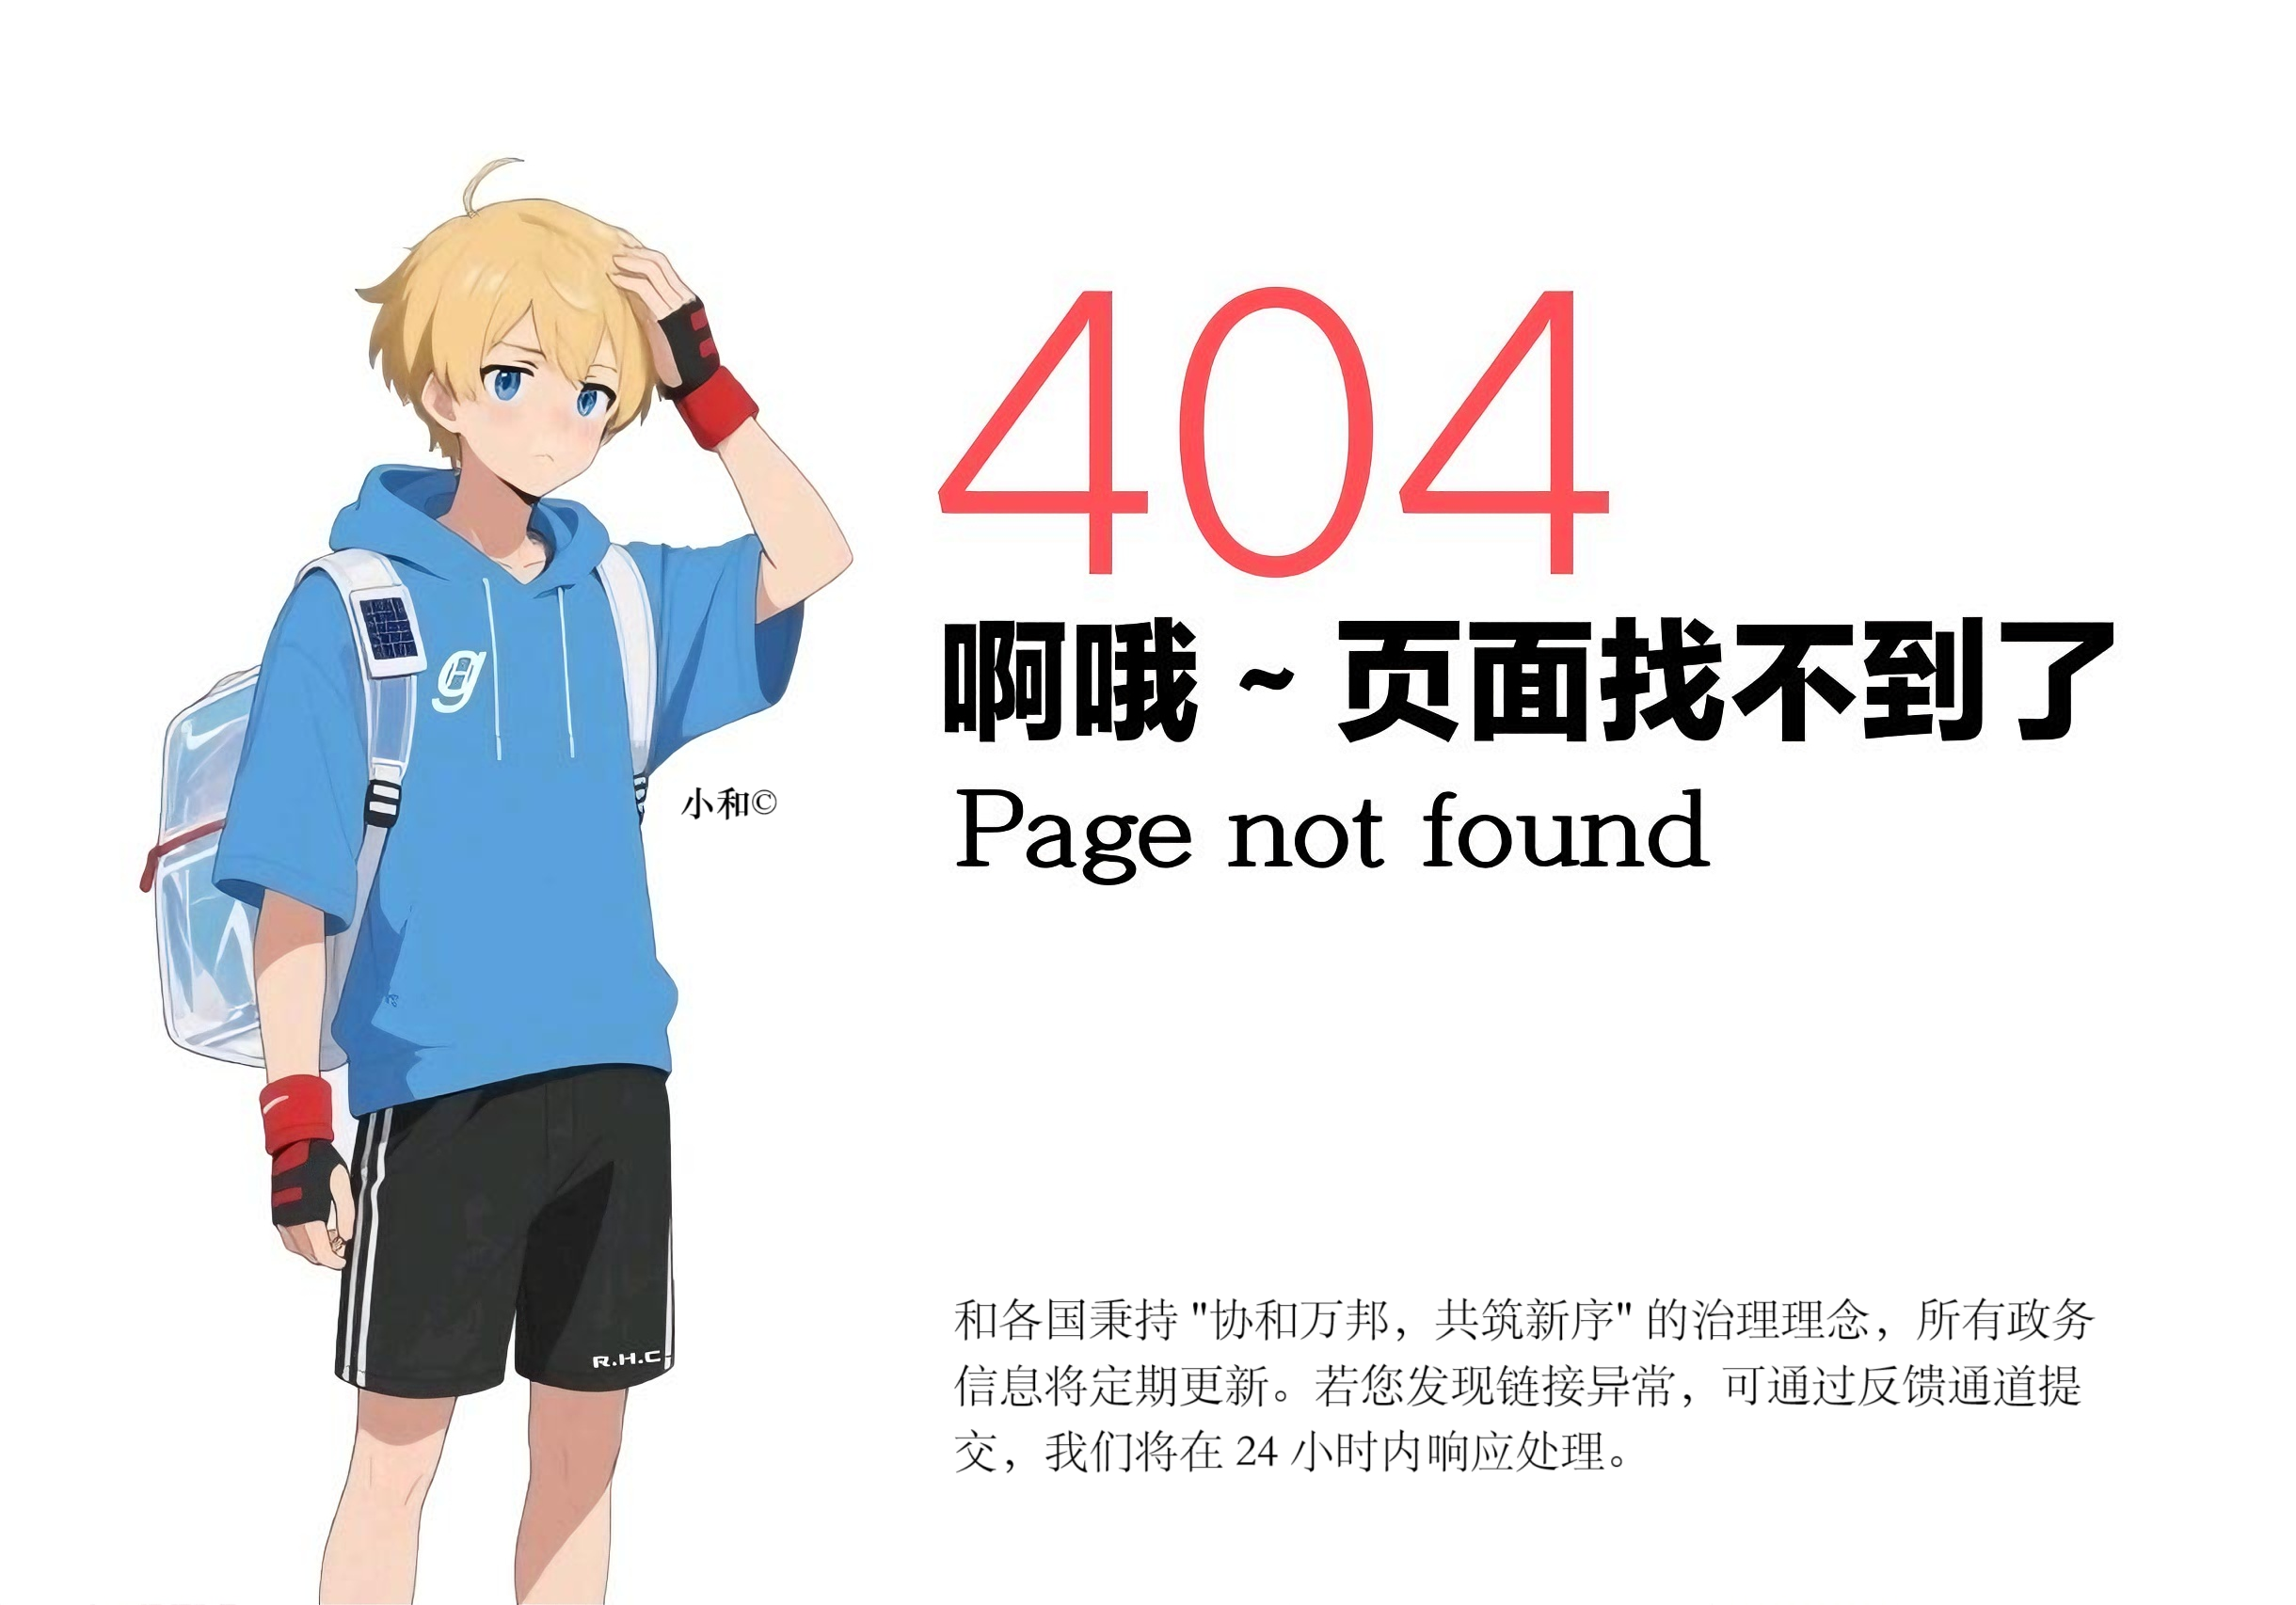 404
啊哦~页面找不到了
Page not found
小和©
和各国秉持 "协和万邦，共筑新序" 的治理理念，所有政务
信息将定期更新。若您发现链接异常，可通过反馈通道提
交，我们将在 24 小时内响应处理。
R.H.C